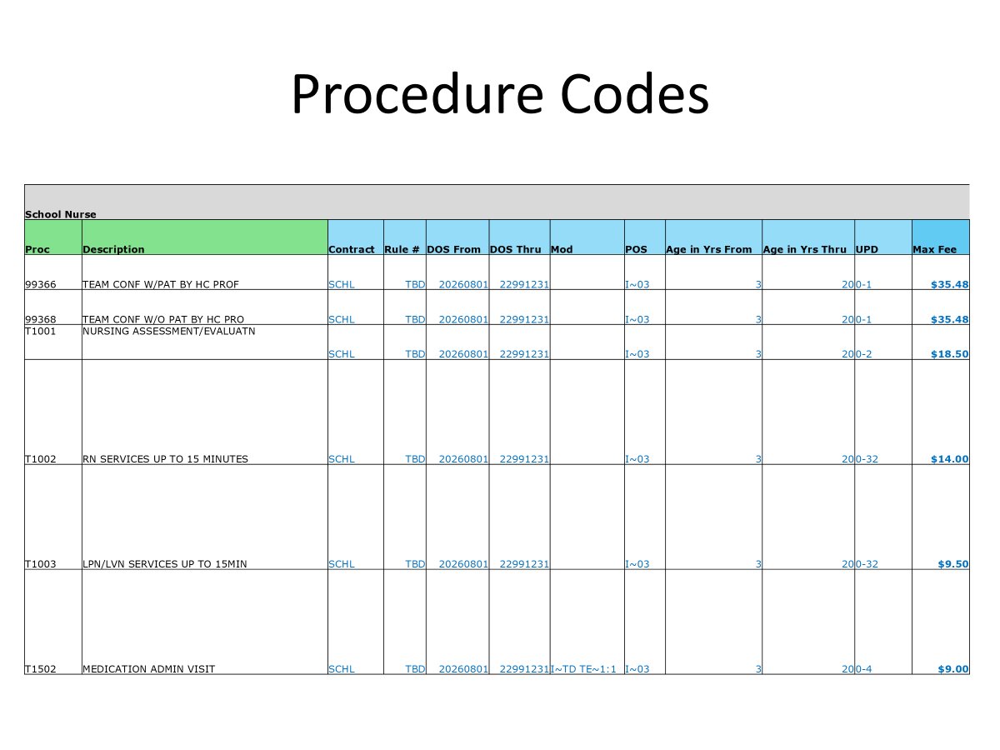 Procedure Codes
School Nurse
Proc Description Contract Rule # DOS From DOS Thru Mod POS Age in Yrs From Age in Yrs Thru UPD Max Fee
99366 TEAM CONF W/PAT BY HC PROF SCHL TBD 20260801 22991231 I~03 3 20 0-1 $35.48
99368 TEAM CONF W/O PAT BY HC PRO SCHL TBD 20260801 22991231 I~03 3 20 0-1 $35.48
T1001 NURSING ASSESSMENT/EVALUATN SCHL TBD 20260801 22991231 I~03 3 20 0-2 $18.50
T1002 RN SERVICES UP TO 15 MINUTES SCHL TBD 20260801 22991231 I~03 3 20 0-32 $14.00
T1003 LPN/LVN SERVICES UP TO 15MIN SCHL TBD 20260801 22991231 I~03 3 20 0-32 $9.50
T1502 MEDICATION ADMIN VISIT SCHL TBD 20260801 22991231 I~TD TE~1:1 I~03 3 20 0-4 $9.00